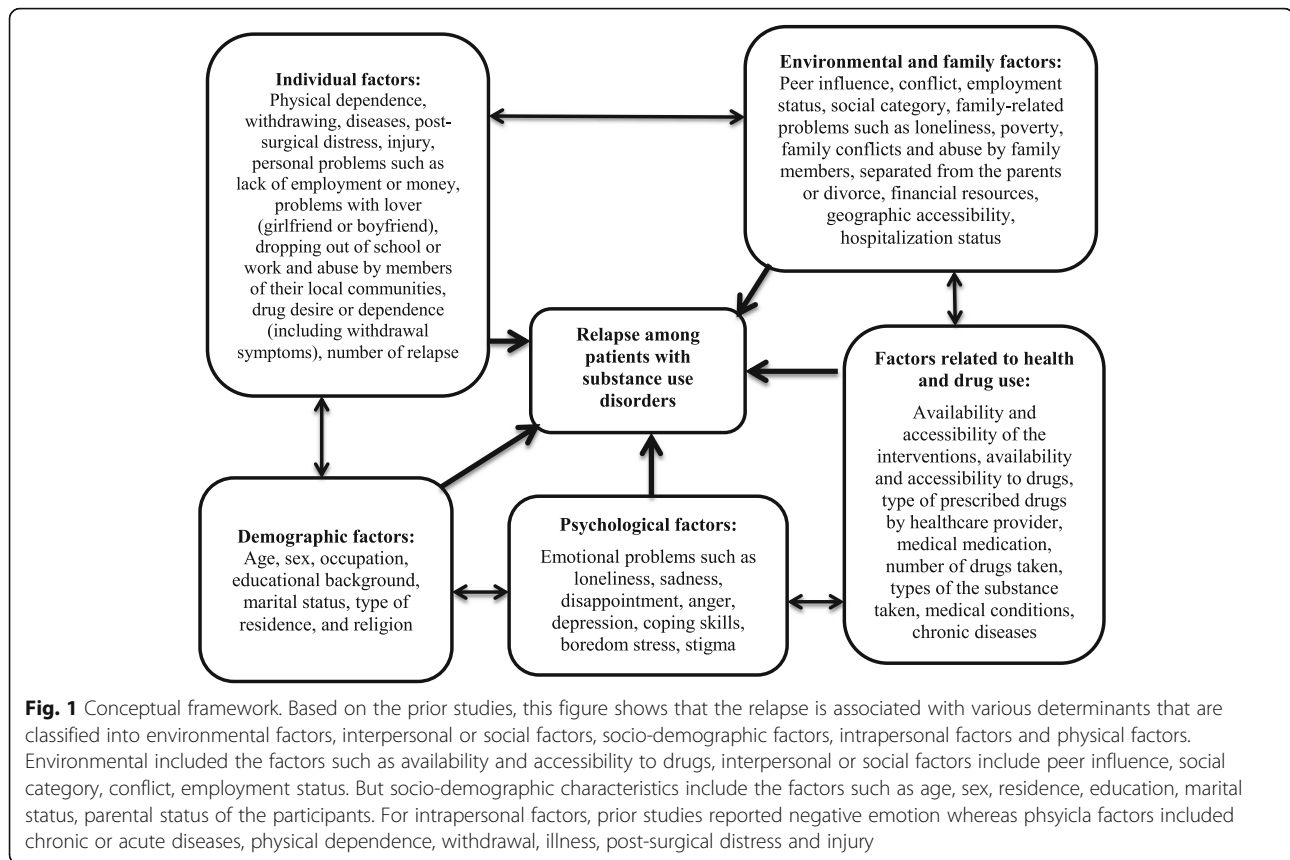 Individual factors:
Physical dependence,
withdrawing, diseases, post-
surgical distress, injury,
personal problems such as
lack of employment or money,
problems with lover
(girlfriend or boyfriend),
dropping out of school or
work and abuse by members
of their local communities,
drug desire or dependence
(including withdrawal
symptoms), number of relapse
Environmental and family factors:
Peer influence, conflict, employment
status, social category, family-related
problems such as loneliness, poverty,
family conflicts and abuse by family
members, separated from the parents
or divorce, financial resources,
geographic accessibility,
hospitalization status
Relapse among
patients with
substance use
disorders
Factors related to health
and drug use:
Availability and
accessibility of the
interventions, availability
and accessibility to drugs,
type of prescribed drugs
by healthcare provider,
medical medication,
number of drugs taken,
types of the substance
taken, medical conditions,
chronic diseases
Demographic factors:
Age, sex, occupation,
educational background,
marital status, type of
residence, and religion
Psychological factors:
Emotional problems such as
loneliness, sadness,
disappointment, anger,
depression, coping skills,
boredom stress, stigma
Fig. 1 Conceptual framework. Based on the prior studies, this figure shows that the relapse is associated with various determinants that are
classified into environmental factors, interpersonal or social factors, socio-demographic factors, intrapersonal factors and physical factors.
Environmental included the factors such as availability and accessibility to drugs, interpersonal or social factors include peer influence, social
category, conflict, employment status. But socio-demographic characteristics include the factors such as age, sex, residence, education, marital
status, parental status of the participants. For intrapersonal factors, prior studies reported negative emotion whereas phsyicla factors included
chronic or acute diseases, physical dependence, withdrawal, illness, post-surgical distress and injury